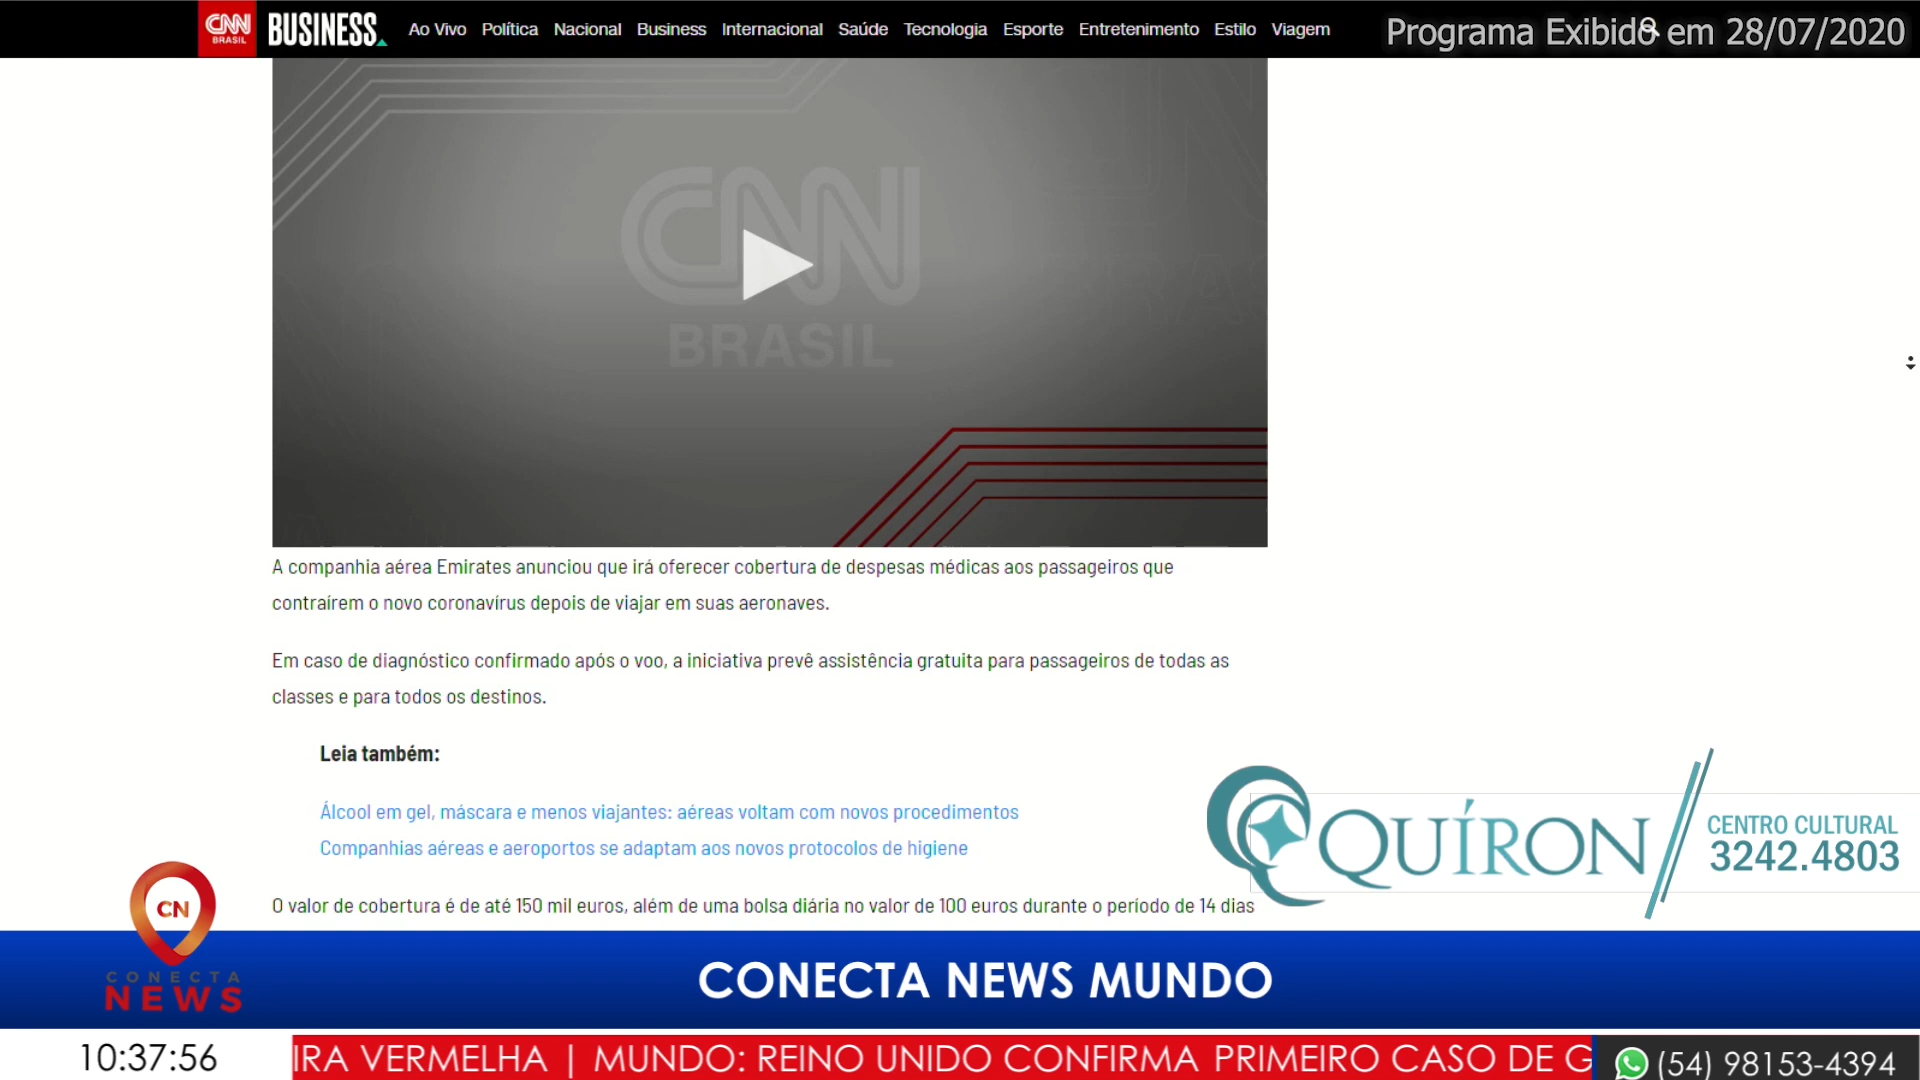 CNN BRASIL BUSINESS Ao Vivo Política Nacional Business Internacional Saúde Tecnologia Esporte Entretenimento Estilo Viagem
Programa Exibido em 28/07/2020
CNN
BRASIL
A companhia aérea Emirates anunciou que irá oferecer cobertura de despesas médicas aos passageiros que
contraírem o novo coronavírus depois de viajar em suas aeronaves.
Em caso de diagnóstico confirmado após o voo, a iniciativa prevê assistência gratuita para passageiros de todas as
classes e para todos os destinos.
Leia também:
Álcool em gel, máscara e menos viajantes: aéreas voltam com novos procedimentos
Companhias aéreas e aeroportos se adaptam aos novos protocolos de higiene
O valor de cobertura é de até 150 mil euros, além de uma bolsa diária no valor de 100 euros durante o período de 14 dias
QUÍRON
CENTRO CULTURAL
3242.4803
CN
CONECTA
NEWS
CONECTA NEWS MUNDO
10:37:56
IRA VERMELHA | MUNDO: REINO UNIDO CONFIRMA PRIMEIRO CASO DE G
(54) 98153-4394